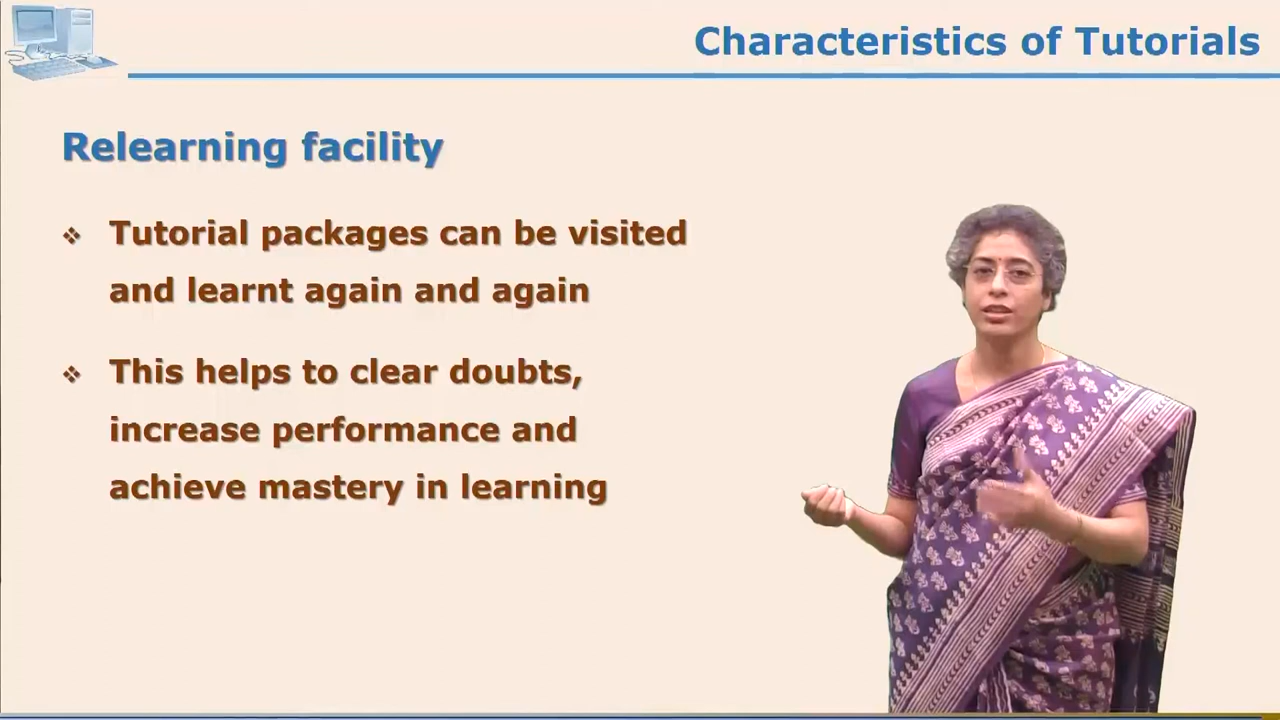 Characteristics of Tutorials
Relearning facility
❖ Tutorial packages can be visited
and learnt again and again
❖ This helps to clear doubts,
increase performance and
achieve mastery in learning